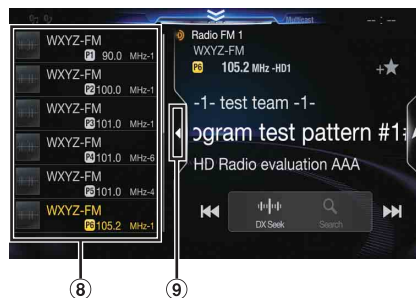 Multicast
--:--
WXYZ-FM
P1 90.0 MHz-1
WXYZ-FM
P2 100.0 MHz-1
WXYZ-FM
P3 101.0 MHz-1
WXYZ-FM
P4 101.0 MHz-6
WXYZ-FM
P5 101.0 MHz-4
WXYZ-FM
P6 105.2 MHz-1
Radio FM 1
WXYZ-FM
P6 105.2 MHz -HD1
-1- test team -1-
ogram test pattern #1
HD Radio evaluation AAA
DX Seek
Search
8
9